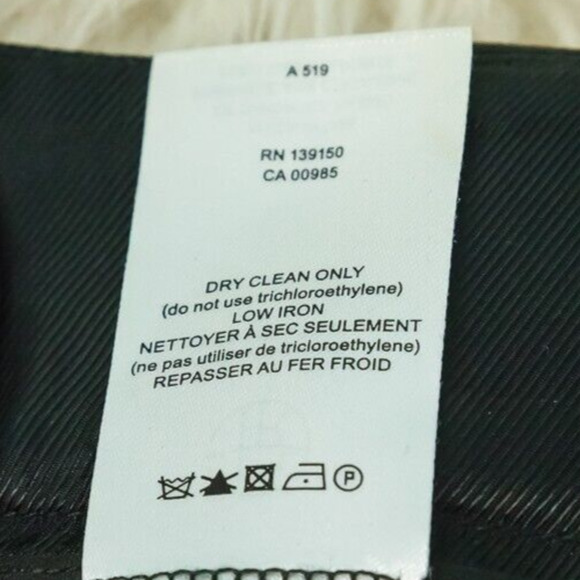 A 519
RN 139150
CA 00985
DRY CLEAN ONLY
(do not use trichloroethylene)
LOW IRON
NETTOYER À SEC SEULEMENT
(ne pas utiliser de tricloroethylene)
REPASSER AU FER FROID
P